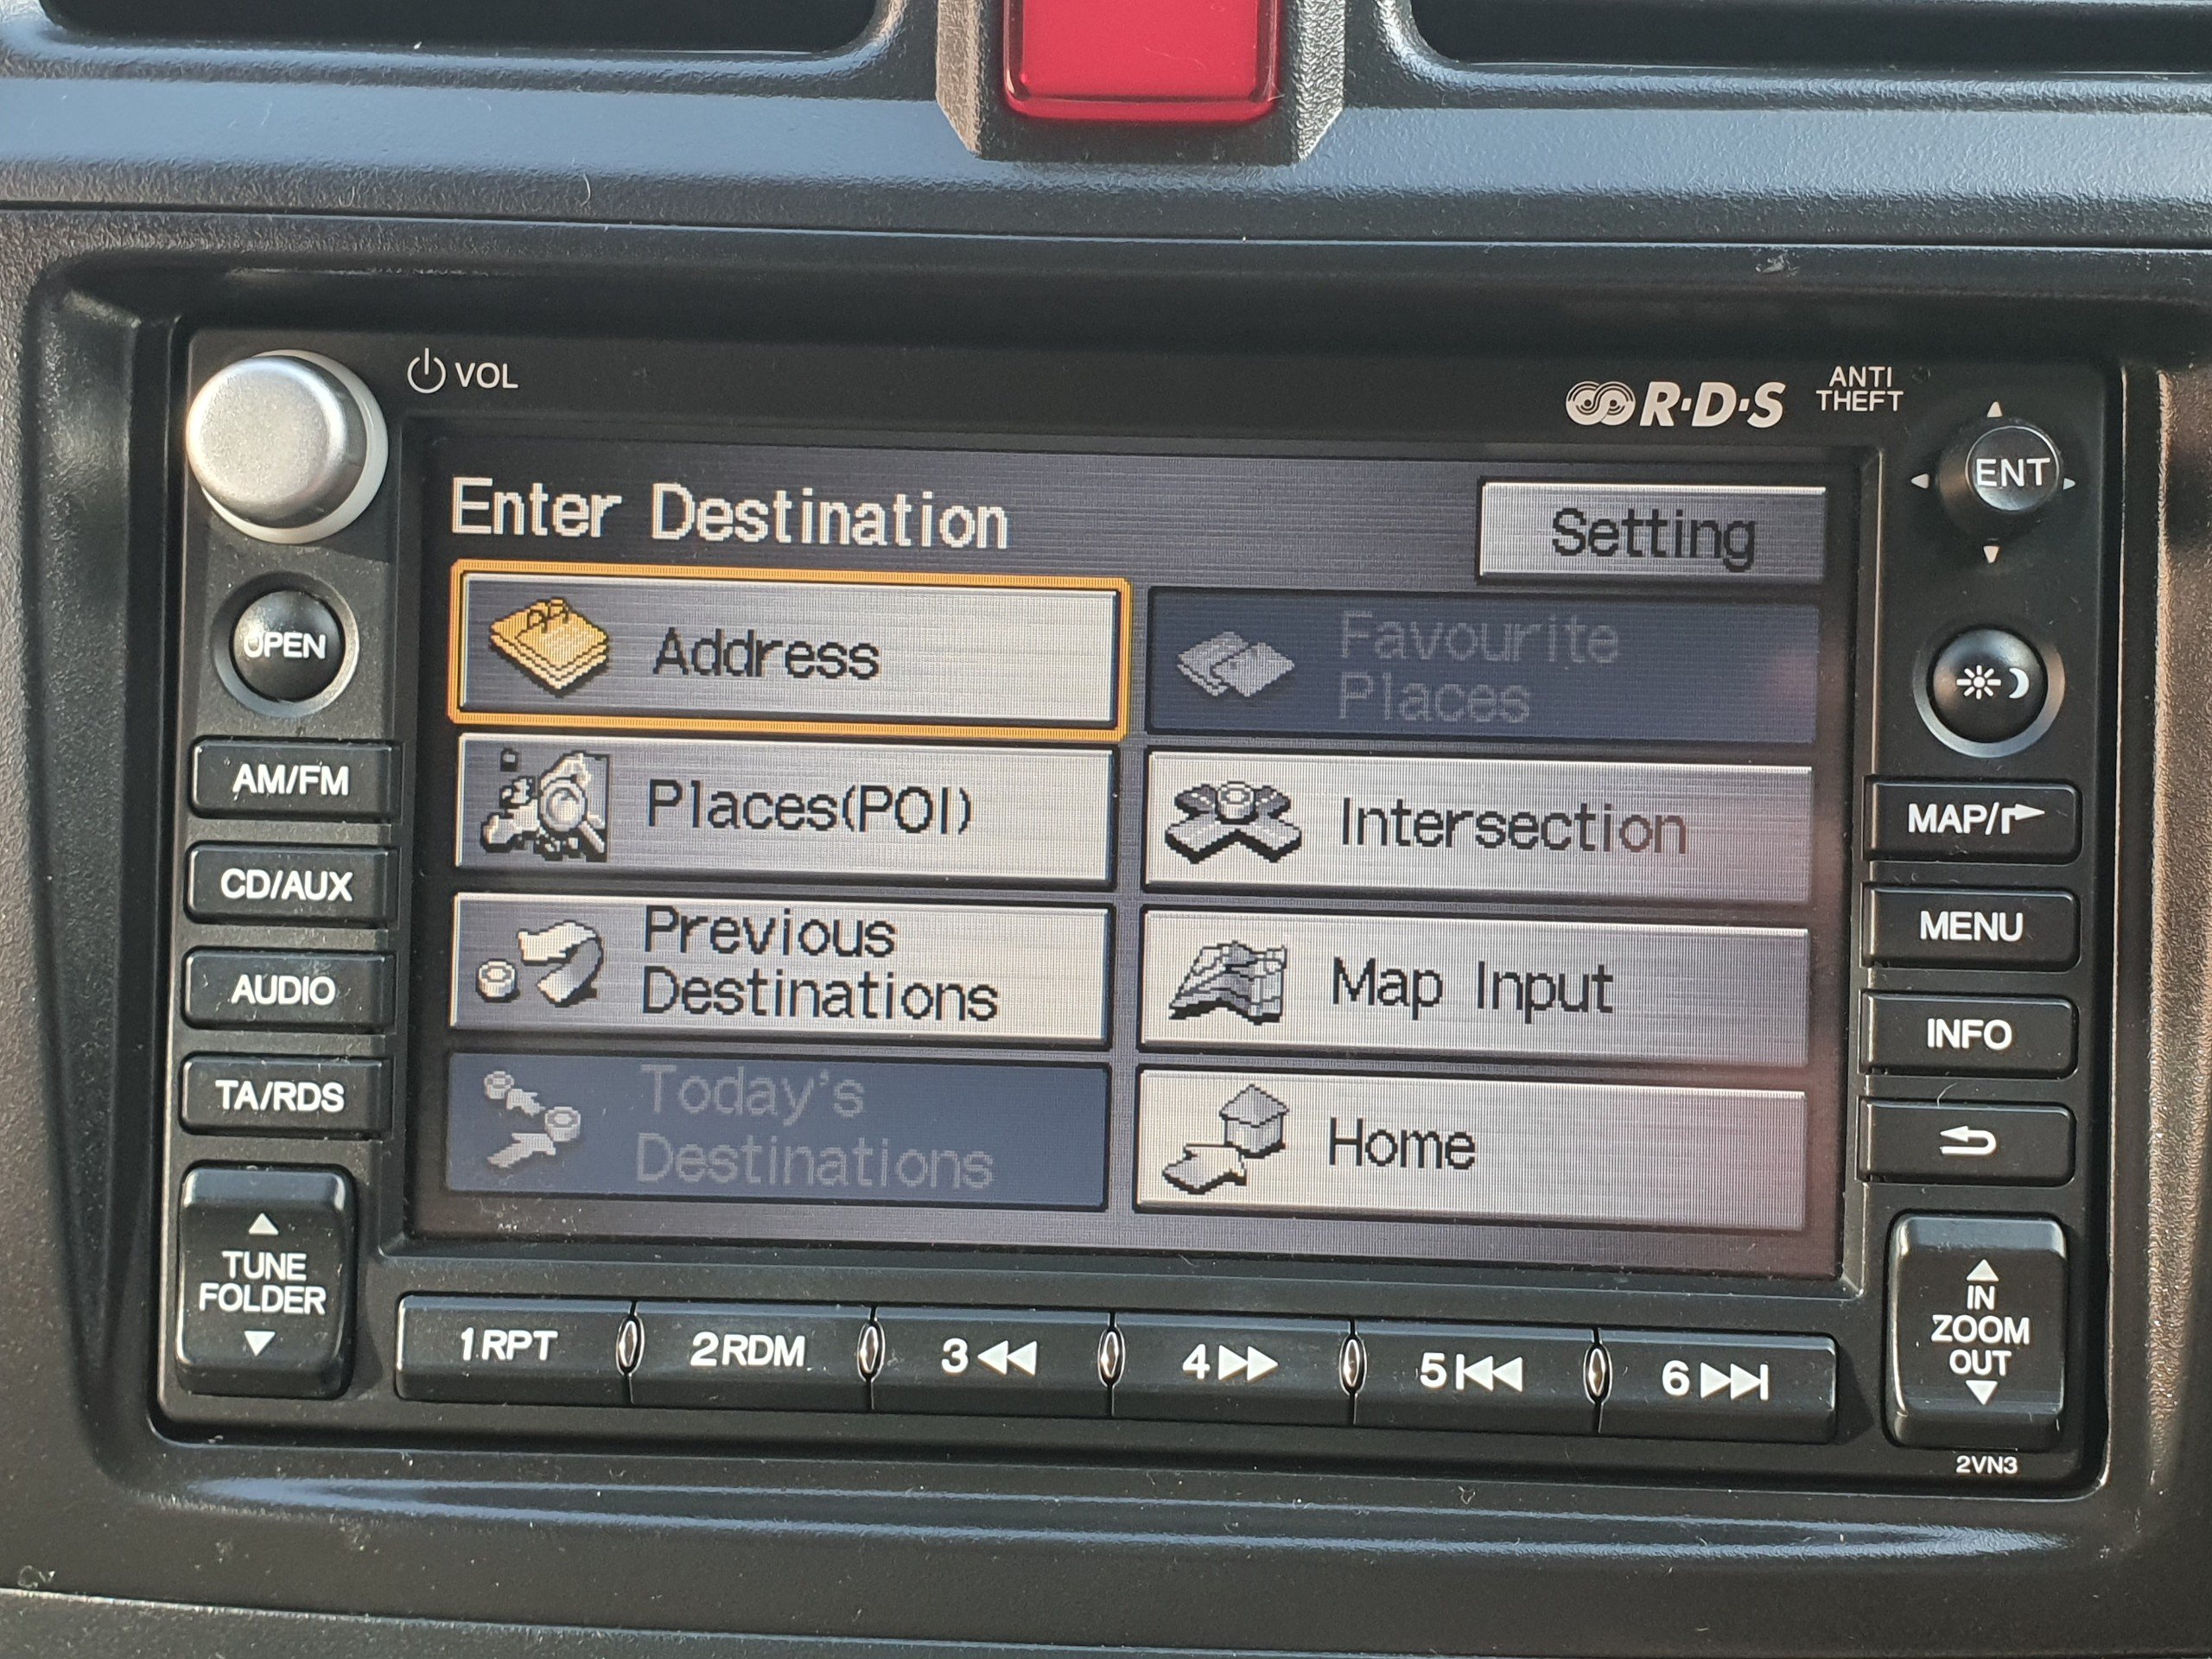 VOL
R·D·S
ANTI
THEFT
ENT
OPEN
AM/FM
CD/AUX
AUDIO
TA/RDS
TUNE
FOLDER
Enter Destination
Setting
Address
Favourite
Places
Places(POI)
Intersection
Previous
Destinations
Map Input
Today's
Destinations
Home
MAP/
MENU
INFO
IN
ZOOM
OUT
1RPT
2RDM
3
4
5
6
2VN3